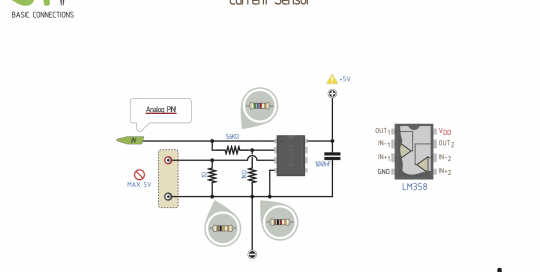 BASIC CONNECTIONS
Current Sensor
+5V
Analog PIN!
IN
56KΩ
100nF
MAX 5V
1Ω
1KΩ
OUT1
IN-1
IN+1
GND
VDD
OUT2
IN-2
IN+2
LM358